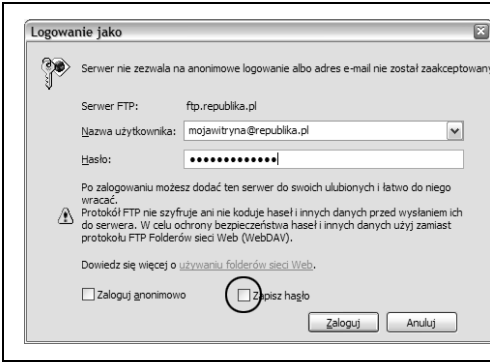 Logowanie jako
Serwer nie zezwala na anonimowe logowanie albo adres e-mail nie został zaakceptowany
Serwer FTP: ftp.republika.pl
Nazwa użytkownika: mojawitryna@republika.pl
Hasło: •••••••••••••
Po zalogowaniu możesz dodać ten serwer do swoich ulubionych i łatwo do niego
wracać.
Protokół FTP nie szyfruje ani nie koduje haseł i innych danych przed wysłaniem ich
do serwera. W celu ochrony bezpieczeństwa haseł i innych danych użyj zamiast
protokołu FTP Folderów sieci Web (WebDAV).
Dowiedz się więcej o używaniu folderów sieci Web.
Zaloguj anonimowo Zapisz hasło
Zaloguj Anuluj